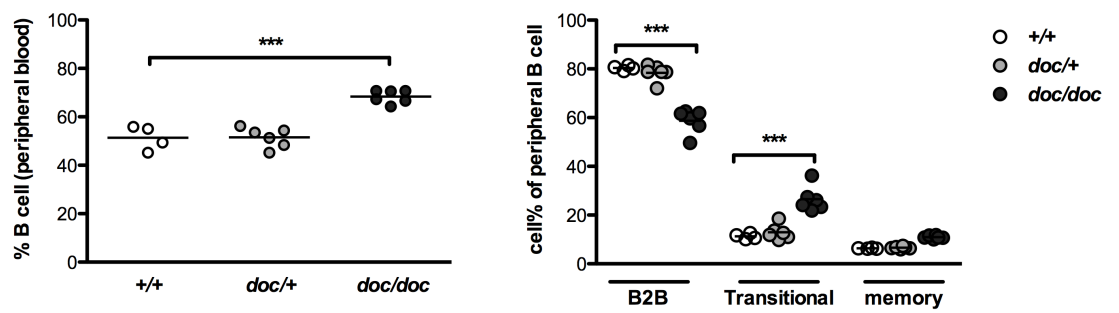 % B cell (peripheral blood)
100
80
60
40
20
0
***
+/+
doc/+
doc/doc
cell% of peripheral B cell
100
80
60
40
20
0
***
***
B2B
Transitional
memory
+/+
doc/+
doc/doc